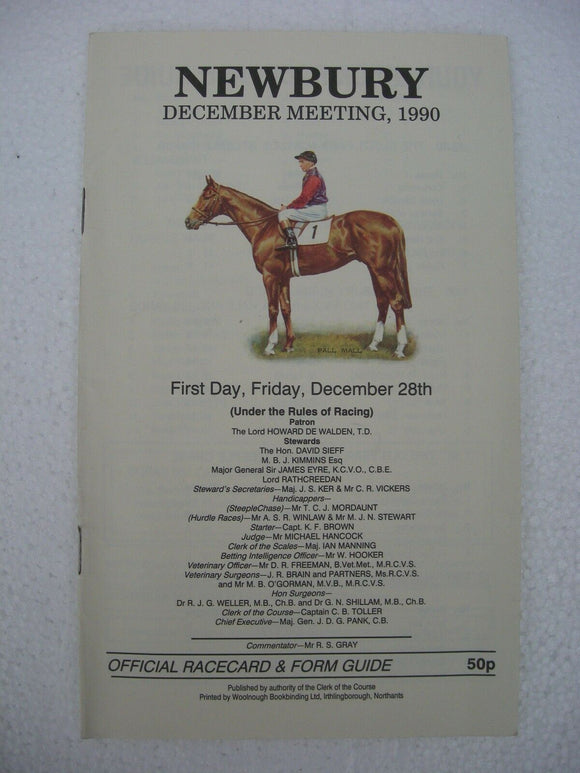 NEWBURY
DECEMBER MEETING, 1990
1
PALL MALL
First Day, Friday, December 28th
(Under the Rules of Racing)
Patron
The Lord HOWARD DE WALDEN, T.D.
Stewards
The Hon. DAVID SIEFF
M. B. J. KIMMINS Esq
Major General Sir JAMES EYRE, K.C.V.O., C.B.E.
Lord RATHCREEDAN
Steward's Secretaries—Maj. J. S. KER & Mr C. R. VICKERS
Handicappers—
(SteepleChase)—Mr T. C. J. MORDAUNT
(Hurdle Races)—Mr A. S. R. WINLAW & Mr M. J. N. STEWART
Starter—Capt. K. F. BROWN
Judge—Mr MICHAEL HANCOCK
Clerk of the Scales—Maj. IAN MANNING
Betting Intelligence Officer—Mr W. HOOKER
Veterinary Officer—Mr D. R. FREEMAN, B.Vet.Met., M.R.C.V.S.
Veterinary Surgeons—J. R. BRAIN and PARTNERS, Ms.R.C.V.S.
and Mr M. B. O'GORMAN, M.V.B., M.R.C.V.S.
Hon Surgeons—
Dr R. J. G. WELLER, M.B., Ch.B. and Dr G. N. SHILLAM, M.B., Ch.B.
Clerk of the Course—Captain C. B. TOLLER
Chief Executive—Maj. Gen. J. D. G. PANK, C.B.
Commentator—Mr R. S. GRAY
OFFICIAL RACECARD & FORM GUIDE 50p
Published by authority of the Clerk of the Course
Printed by Woolnough Bookbinding Ltd, Irthlingborough, Northants